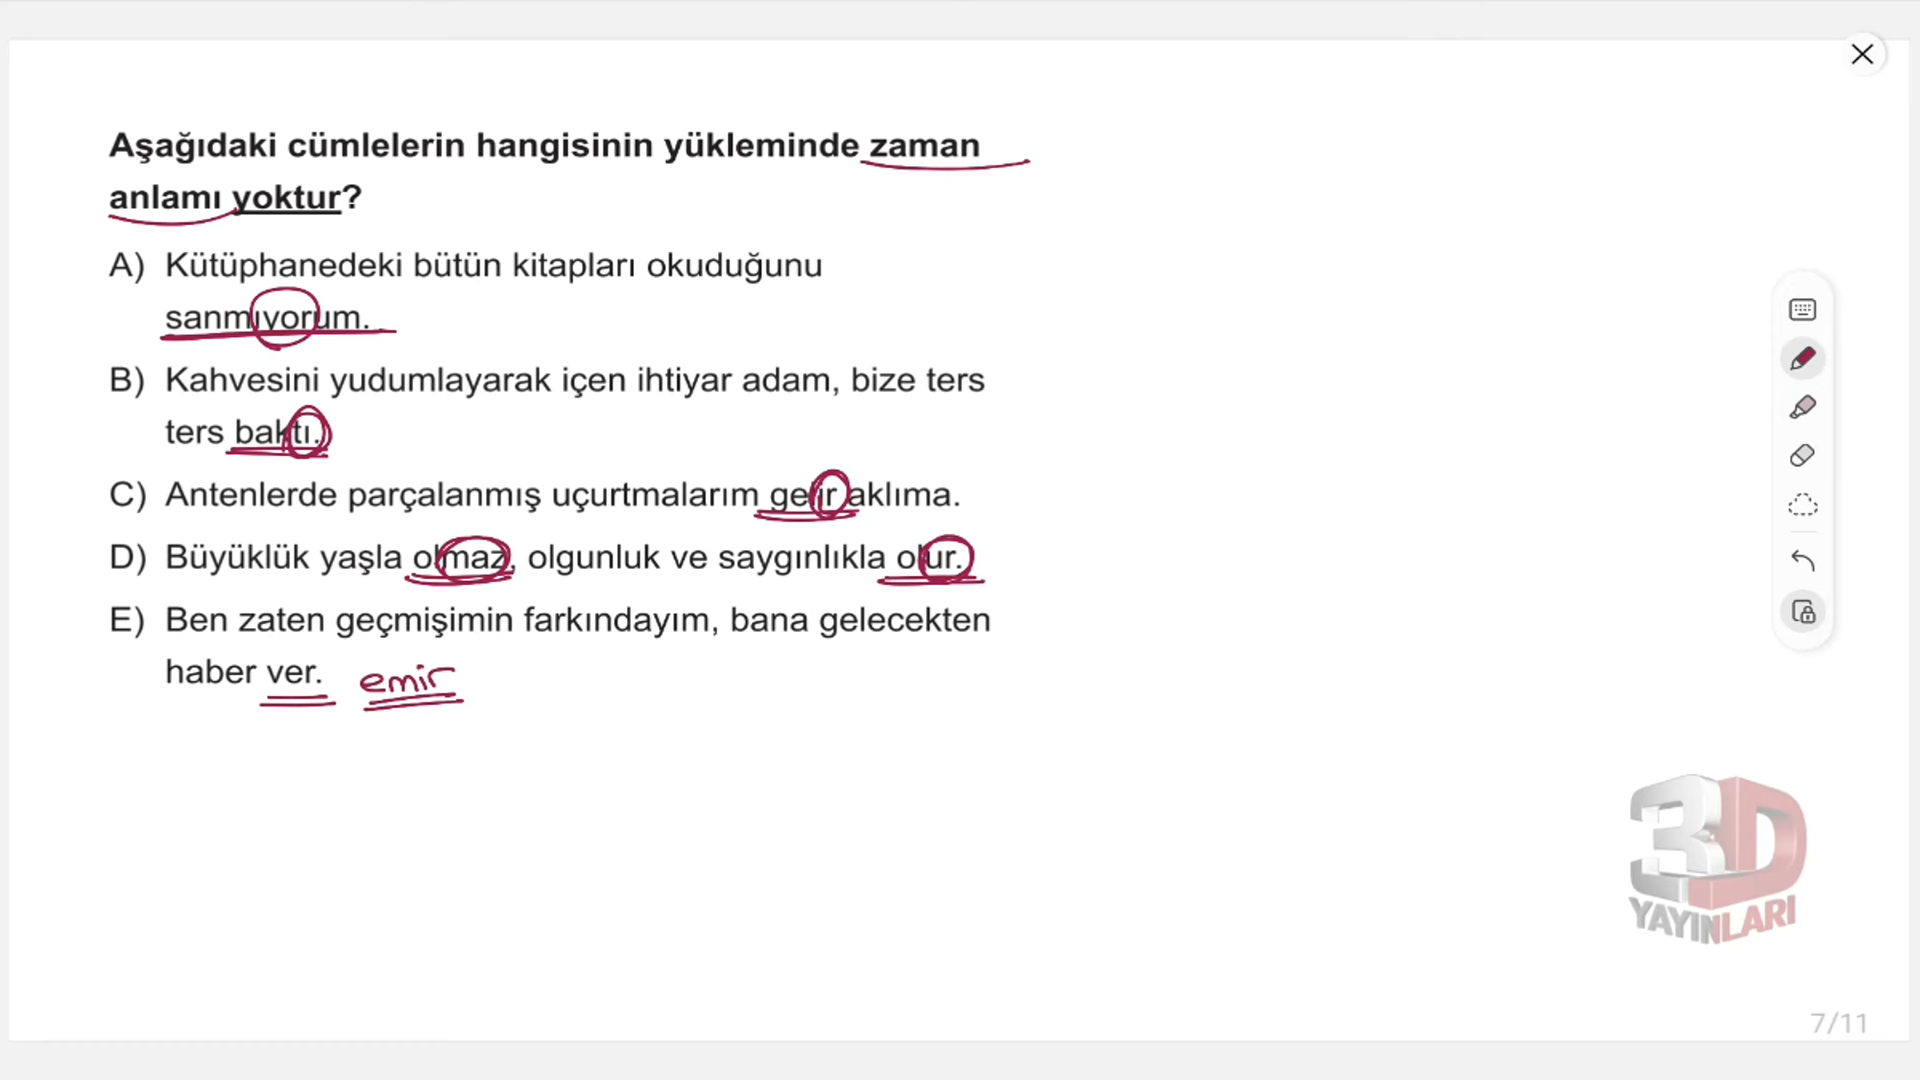 Aşağıdaki cümlelerin hangisinin yükleminde zaman
anlamı yoktur?
A) Kütüphanedeki bütün kitapları okuduğunu
sanmıyorum.
B) Kahvesini yudumlayarak içen ihtiyar adam, bize ters
ters baktı.
C) Antenlerde parçalanmış uçurtmalarım gelir aklıma.
D) Büyüklük yaşla olmaz, olgunluk ve saygınlıkla olur.
E) Ben zaten geçmişimin farkındayım, bana gelecekten
haber ver. emir
3D
YAYINLARI
7/11